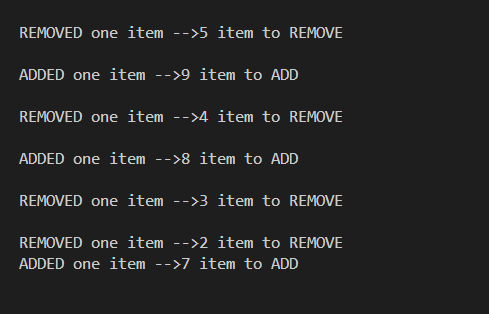 REMOVED one item -->5 item to REMOVE
ADDED one item -->9 item to ADD
REMOVED one item -->4 item to REMOVE
ADDED one item -->8 item to ADD
REMOVED one item -->3 item to REMOVE
REMOVED one item -->2 item to REMOVE
ADDED one item -->7 item to ADD